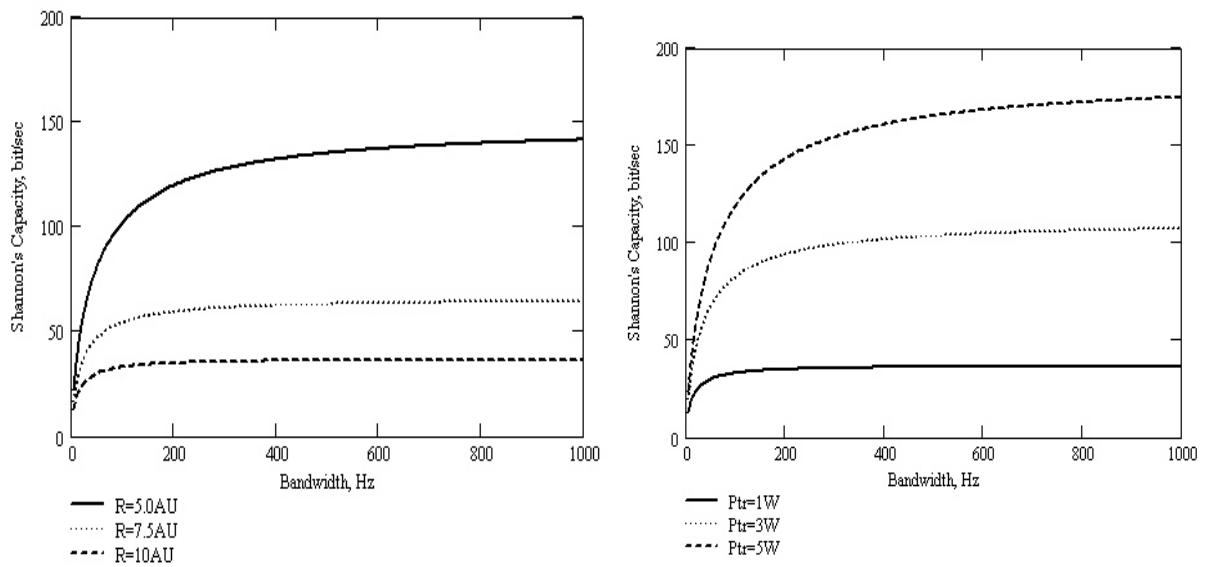 200
150
100
50
0
Shannon's Capacity, bit/sec
0 200 400 600 800 1000
Bandwidth, Hz
R=5.0AU
R=7.5AU
R=10AU
200
150
100
50
0
Shannon's Capacity, bit/sec
0 200 400 600 800 1000
Bandwidth, Hz
Ptr=1W
Ptr=3W
Ptr=5W